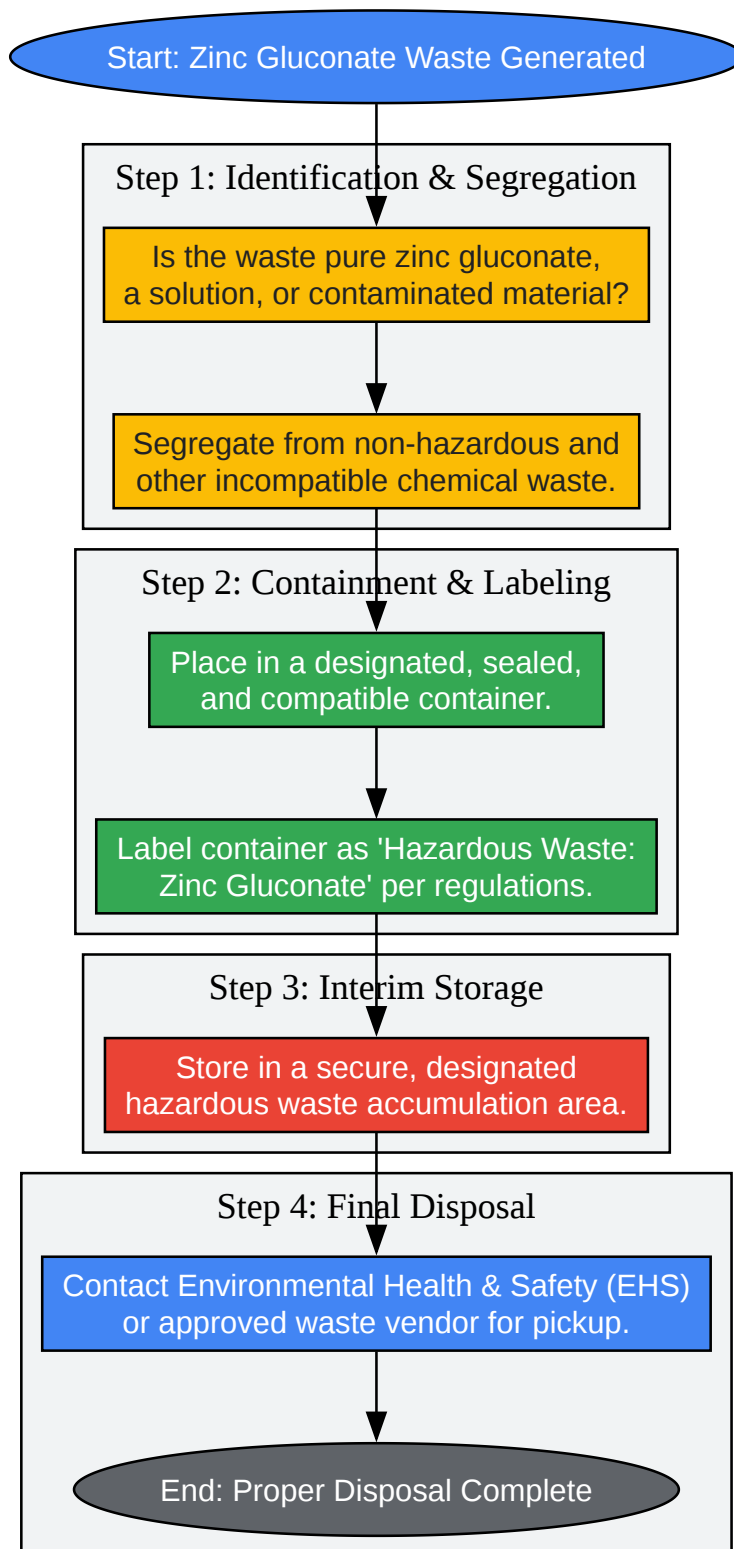 Start: Zinc Gluconate Waste Generated
Step 1: Identification & Segregation
Is the waste pure zinc gluconate,
a solution, or contaminated material?
Segregate from non-hazardous and
other incompatible chemical waste.
Step 2: Containment & Labeling
Place in a designated, sealed,
and compatible container.
Label container as 'Hazardous Waste:
Zinc Gluconate' per regulations.
Step 3: Interim Storage
Store in a secure, designated
hazardous waste accumulation area.
Step 4: Final Disposal
Contact Environmental Health & Safety (EHS)
or approved waste vendor for pickup.
End: Proper Disposal Complete